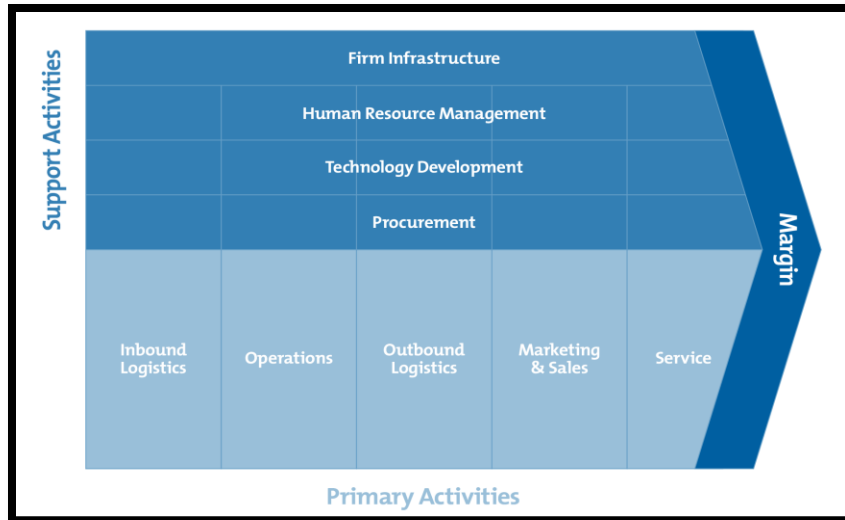 Support Activities
Firm Infrastructure
Human Resource Management
Technology Development
Procurement
Margin
Inbound
Logistics
Operations
Outbound
Logistics
Marketing
& Sales
Service
Primary Activities